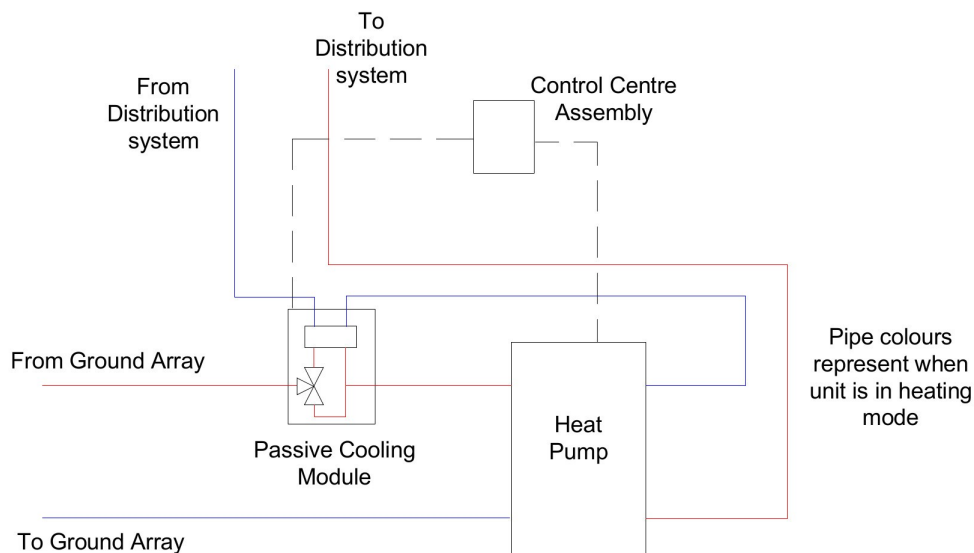 To
Distribution
system
From
Distribution
system
Control Centre
Assembly
From Ground Array
Pipe colours
represent when
unit is in heating
mode
Heat
Pump
Passive Cooling
Module
To Ground Array